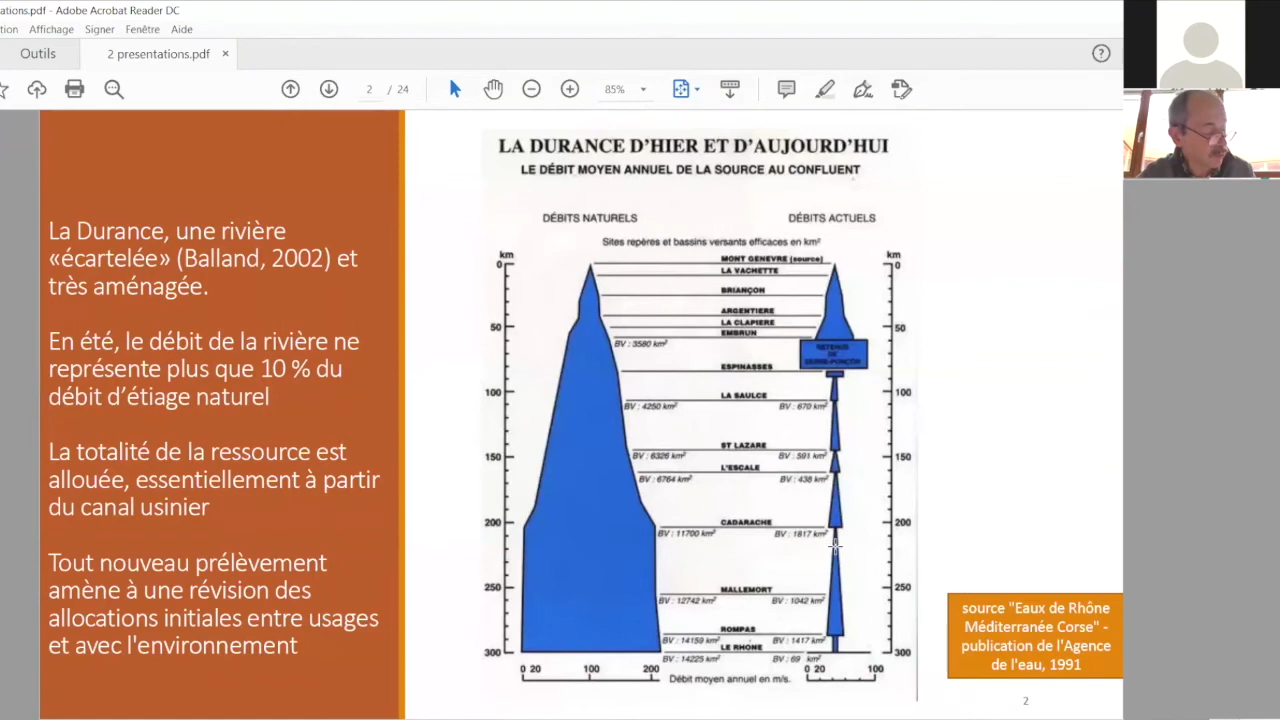 ations.pdf - Adobe Acrobat Reader DC
tion Affichage Signer Fenêtre Aide
Outils
2 presentations.pdf ×
2 / 24
85%
La Durance, une rivière
«écartelée» (Balland, 2002) et
très aménagée.
En été, le débit de la rivière ne
représente plus que 10 % du
débit d'étiage naturel
La totalité de la ressource est
allouée, essentiellement à partir
du canal usinier
Tout nouveau prélèvement
amène à une révision des
allocations initiales entre usages
et avec l'environnement
LA DURANCE D'HIER ET D'AUJOURD'HUI
LE DÉBIT MOYEN ANNUEL DE LA SOURCE AU CONFLUENT
DÉBITS NATURELS
DÉBITS ACTUELS
Sites repères et bassins versants efficaces en km²
km
km
0 MONT GENEVRE (source) 0
LA VACHETTE
BRIANÇON
ARGENTIERE
LA CLAPIERE
50 EMBRUN 50
BV : 3580 km²
RETENUE
DE
SERRE-PONÇON
ESPINASSES
100 LA SAULCE 100
BV : 4250 km² BV : 670 km²
ST LAZARE
150 BV : 6326 km² BV : 591 km² 150
L'ESCALE
BV : 6764 km² BV : 438 km²
200 CADARACHE 200
BV : 11700 km² BV : 1817 km²
250 MALLEMORT 250
BV : 12742 km² BV : 1042 km²
ROMPAS
BV : 14159 km² BV : 1417 km²
300 LE RHONE 300
BV : 14225 km² BV : 69 km²
0 20 100 200 0 20 100
Débit moyen annuel en m/s.
source "Eaux de Rhône
Méditerranée Corse" -
publication de l'Agence
de l'eau, 1991
2